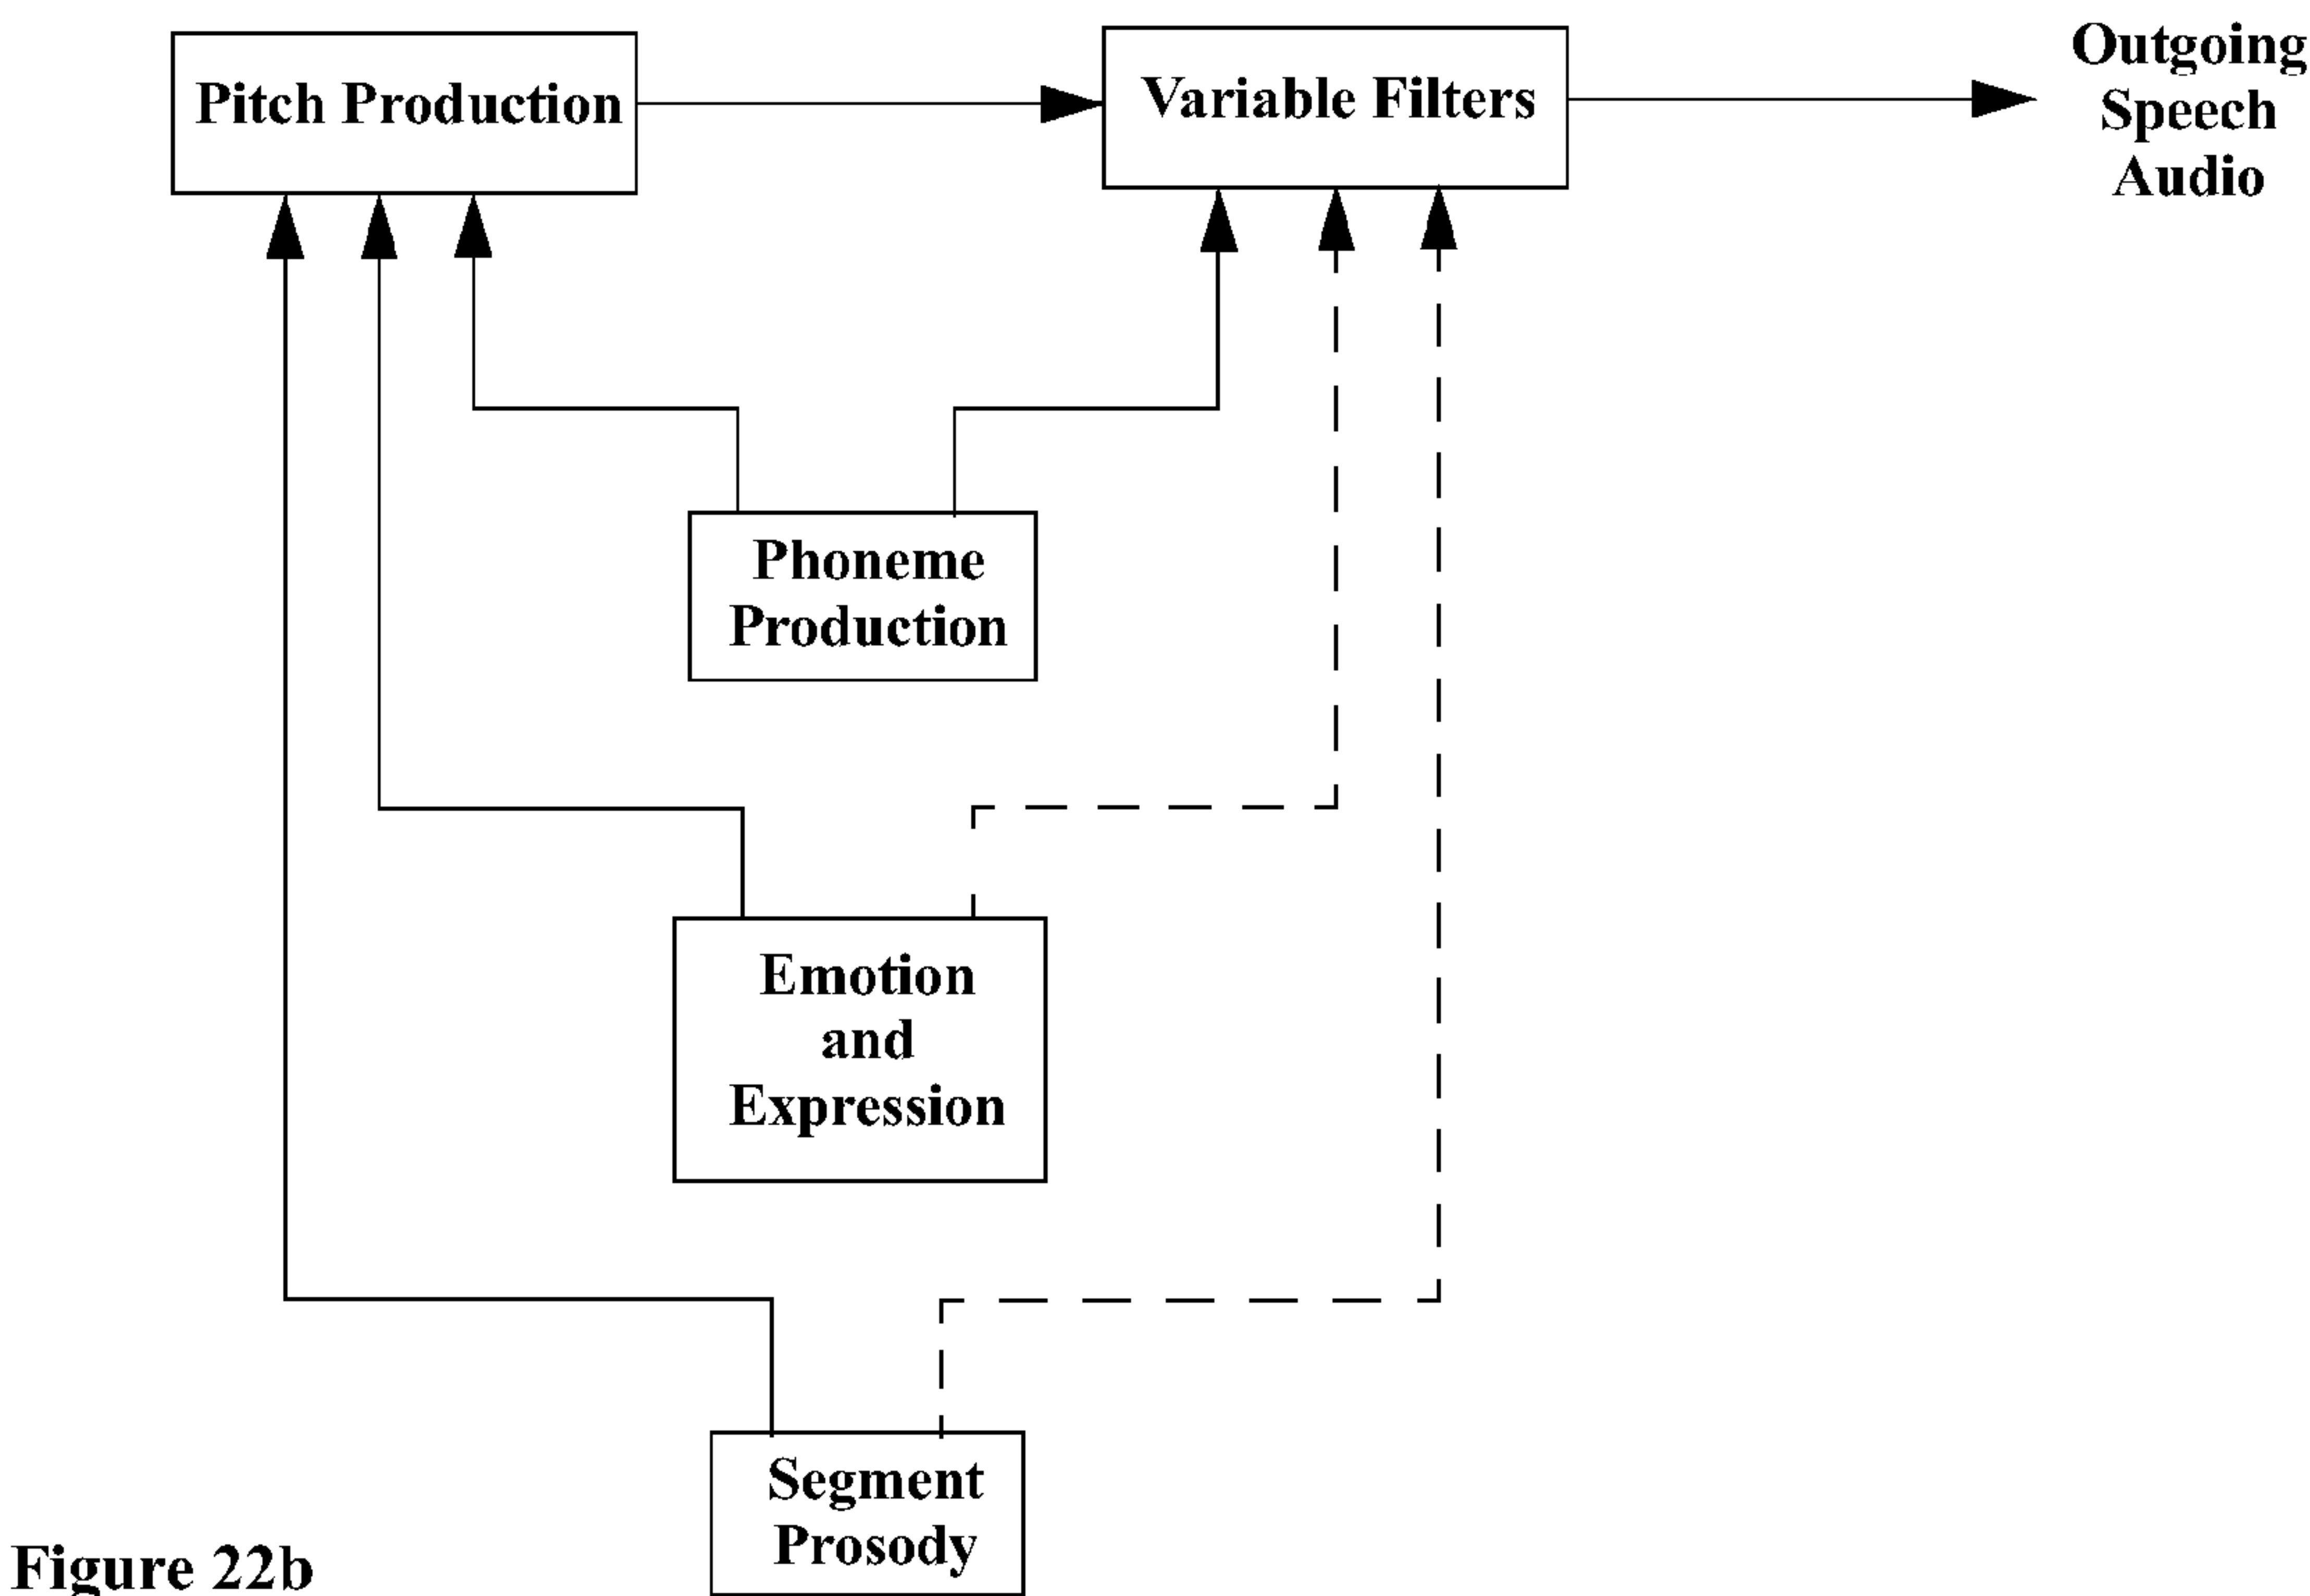 Pitch Production
Variable Filters
Outgoing
Speech
Audio
Phoneme
Production
Emotion
and
Expression
Segment
Prosody
Figure 22b